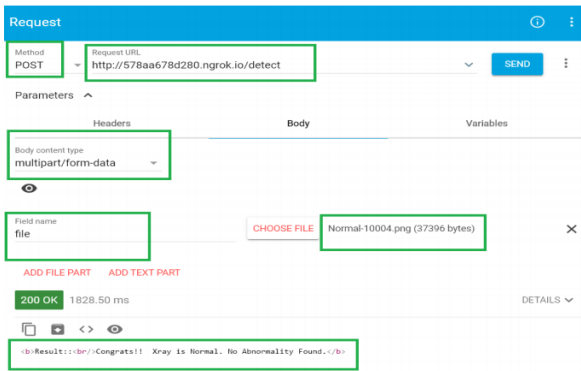 Request
Method
POST
Request URL
http://578aa678d280.ngrok.io/detect
SEND
Parameters
Headers
Body
Variables
Body content type
multipart/form-data
Field name
file
CHOOSE FILE
Normal-10004.png (37396 bytes)
ADD FILE PART
ADD TEXT PART
200 OK
1828.50 ms
DETAILS
<b>Result::<br/>Congrats!!  Xray is Normal. No Abnormality Found.</b>